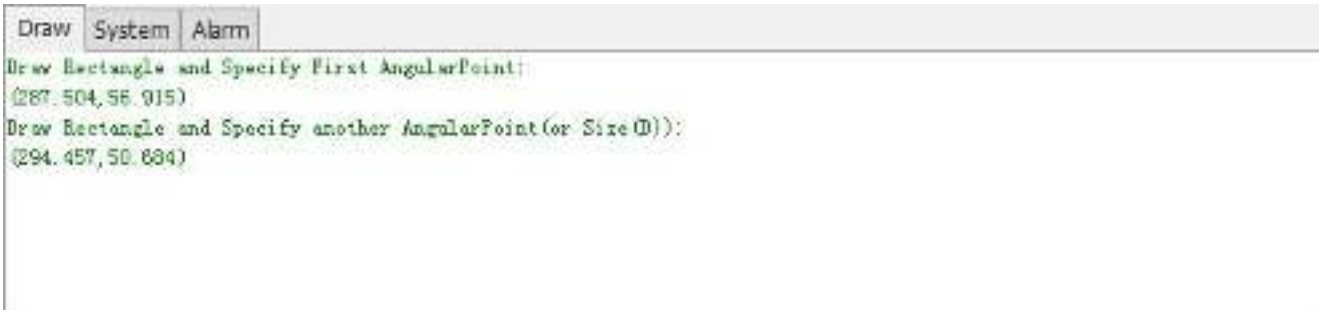 Draw System Alarm
Draw Rectangle and Specify First AngularPoint:
(287.504,56.915)
Draw Rectangle and Specify another AngularPoint(or Size(D)):
(294.457,50.684)